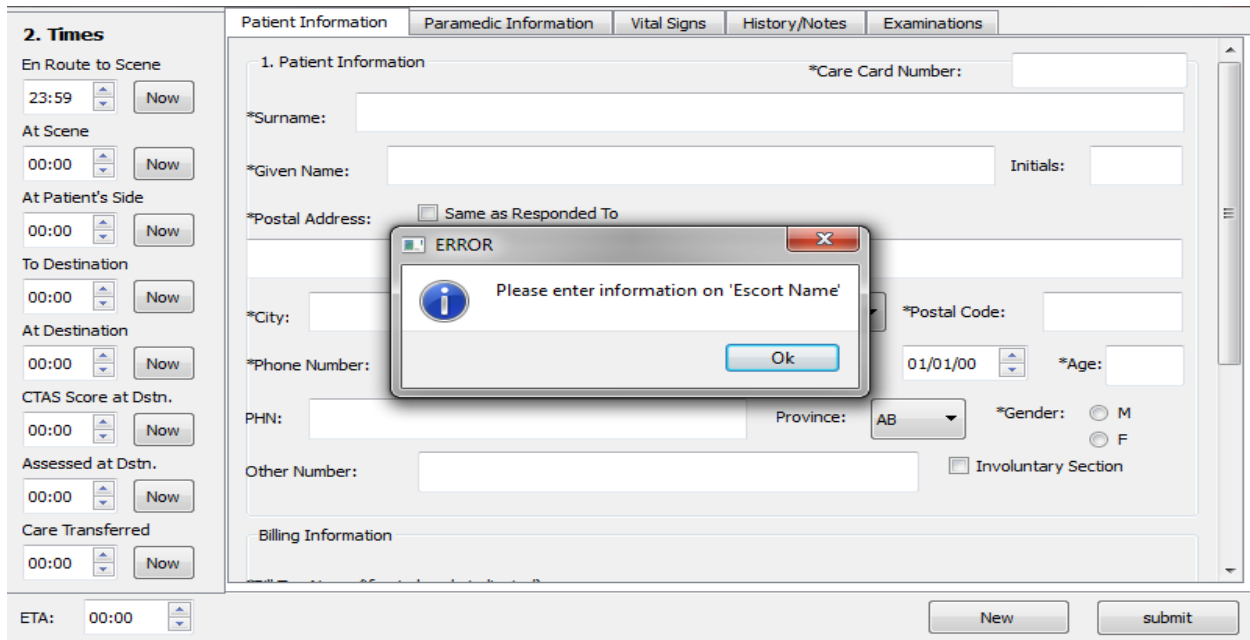 2. Times
En Route to Scene
23:59 Now
At Scene
00:00 Now
At Patient's Side
00:00 Now
To Destination
00:00 Now
At Destination
00:00 Now
CTAS Score at Dstn.
00:00 Now
Assessed at Dstn.
00:00 Now
Care Transferred
00:00 Now
Patient Information Paramedic Information Vital Signs History/Notes Examinations
1. Patient Information
*Care Card Number:
*Surname:
*Given Name: Initials:
*Postal Address: Same as Responded To
*City: *Postal Code:
*Phone Number: 01/01/00 *Age:
PHN: Province: AB *Gender: M
F
Other Number: Involuntary Section
Billing Information
ERROR
Please enter information on 'Escort Name'
Ok
ETA: 00:00 New submit